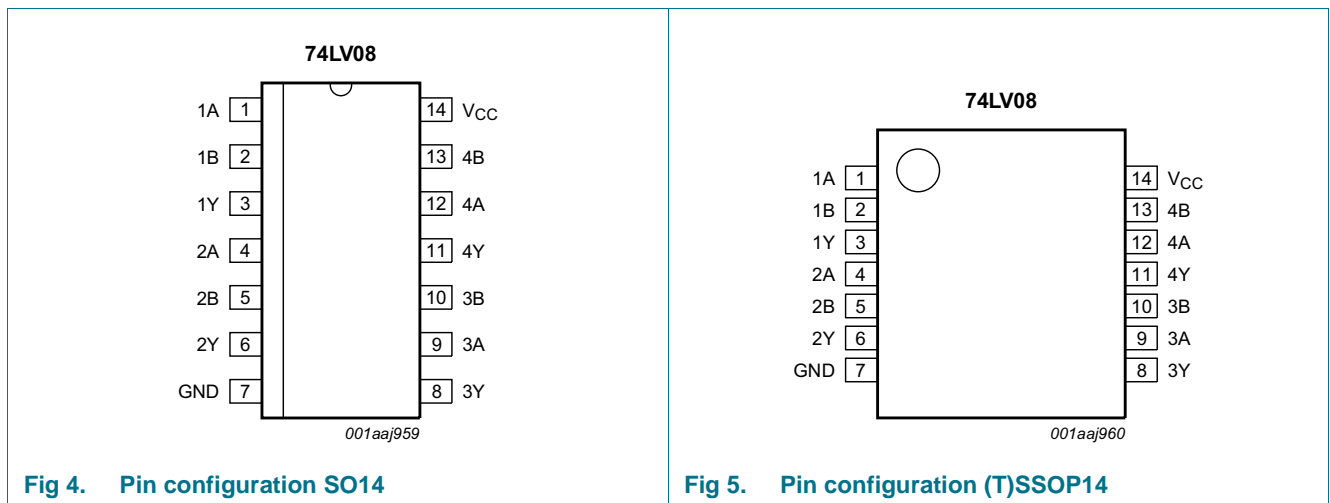 74LV08
1A 1
14 VCC
1B 2
13 4B
1Y 3
12 4A
2A 4
11 4Y
2B 5
10 3B
2Y 6
9 3A
GND 7
8 3Y
001aaj959
Fig 4. Pin configuration SO14
74LV08
1A 1
14 VCC
1B 2
13 4B
1Y 3
12 4A
2A 4
11 4Y
2B 5
10 3B
2Y 6
9 3A
GND 7
8 3Y
001aaj960
Fig 5. Pin configuration (T)SSOP14